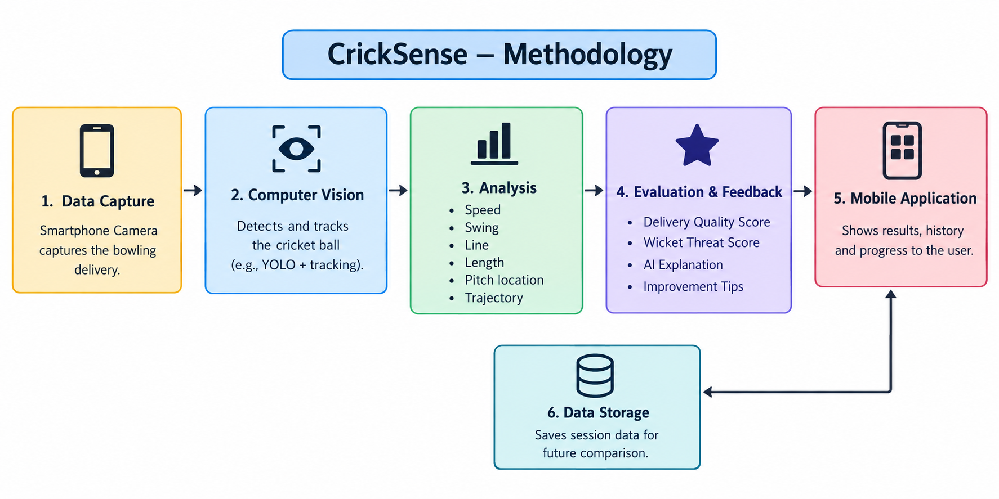 CrickSense – Methodology
1. Data Capture
Smartphone Camera
captures the bowling
delivery.
2. Computer Vision
Detects and tracks
the cricket ball
(e.g., YOLO + tracking).
3. Analysis
• Speed
• Swing
• Line
• Length
• Pitch location
• Trajectory
4. Evaluation & Feedback
• Delivery Quality Score
• Wicket Threat Score
• AI Explanation
• Improvement Tips
5. Mobile Application
Shows results, history
and progress to the user.
6. Data Storage
Saves session data for
future comparison.